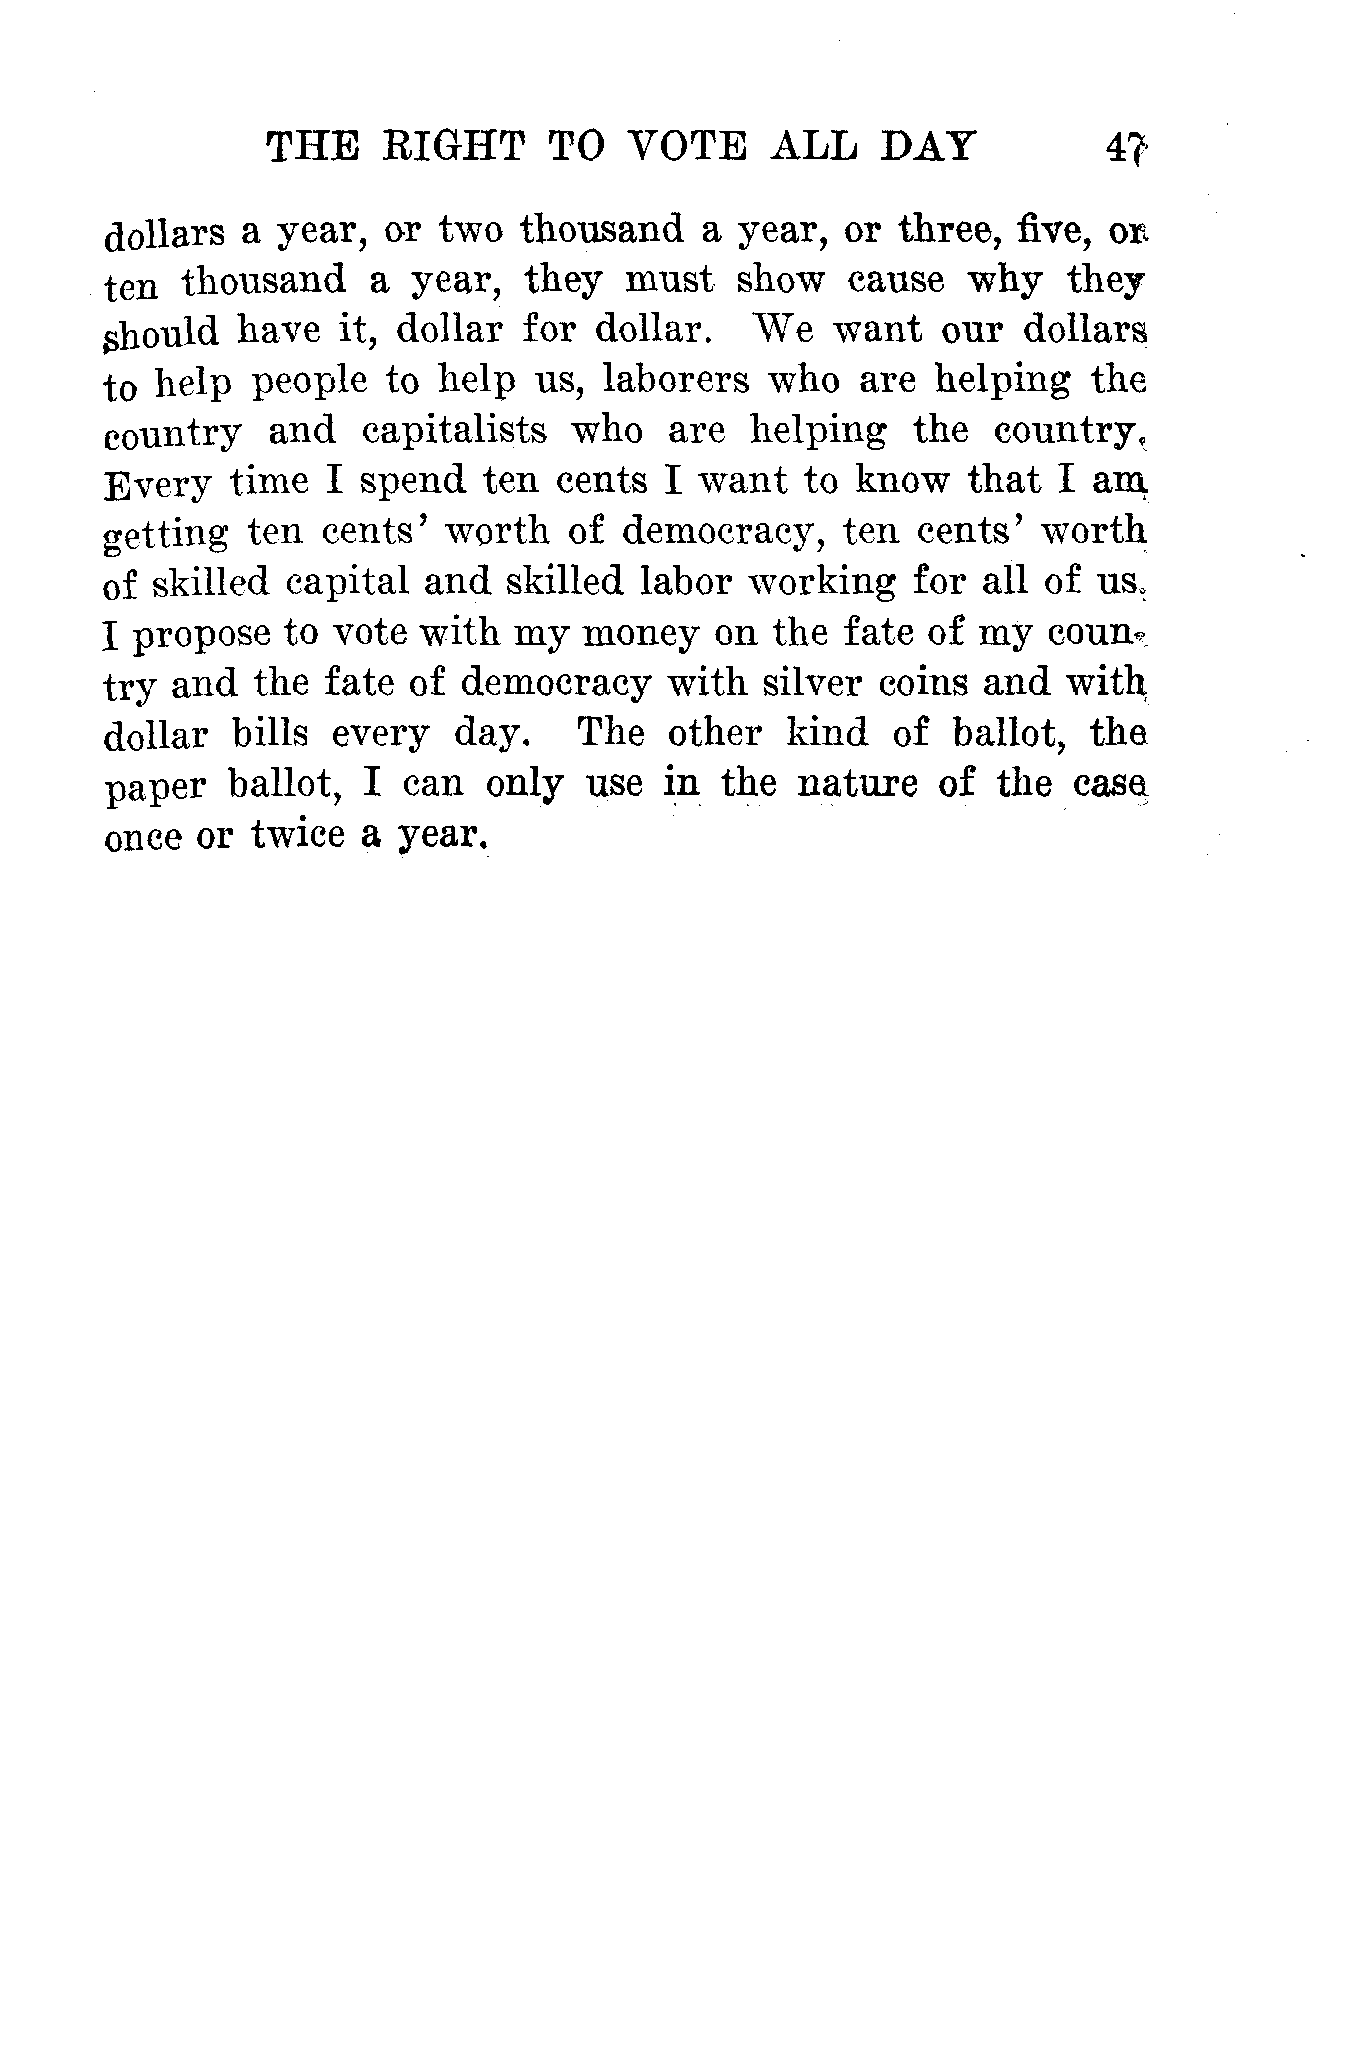 THE RIGHT TO VOTE ALL DAY 47
dollars a year, or two thousand a year, or three, five, or
ten thousand a year, they must show cause why they
should have it, dollar for dollar. We want our dollars
to help people to help us, laborers who are helping the
country and capitalists who are helping the country.
Every time I spend ten cents I want to know that I am
getting ten cents' worth of democracy, ten cents' worth
of skilled capital and skilled labor working for all of us.
I propose to vote with my money on the fate of my coun-
try and the fate of democracy with silver coins and with
dollar bills every day. The other kind of ballot, the
paper ballot, I can only use in the nature of the case
once or twice a year.